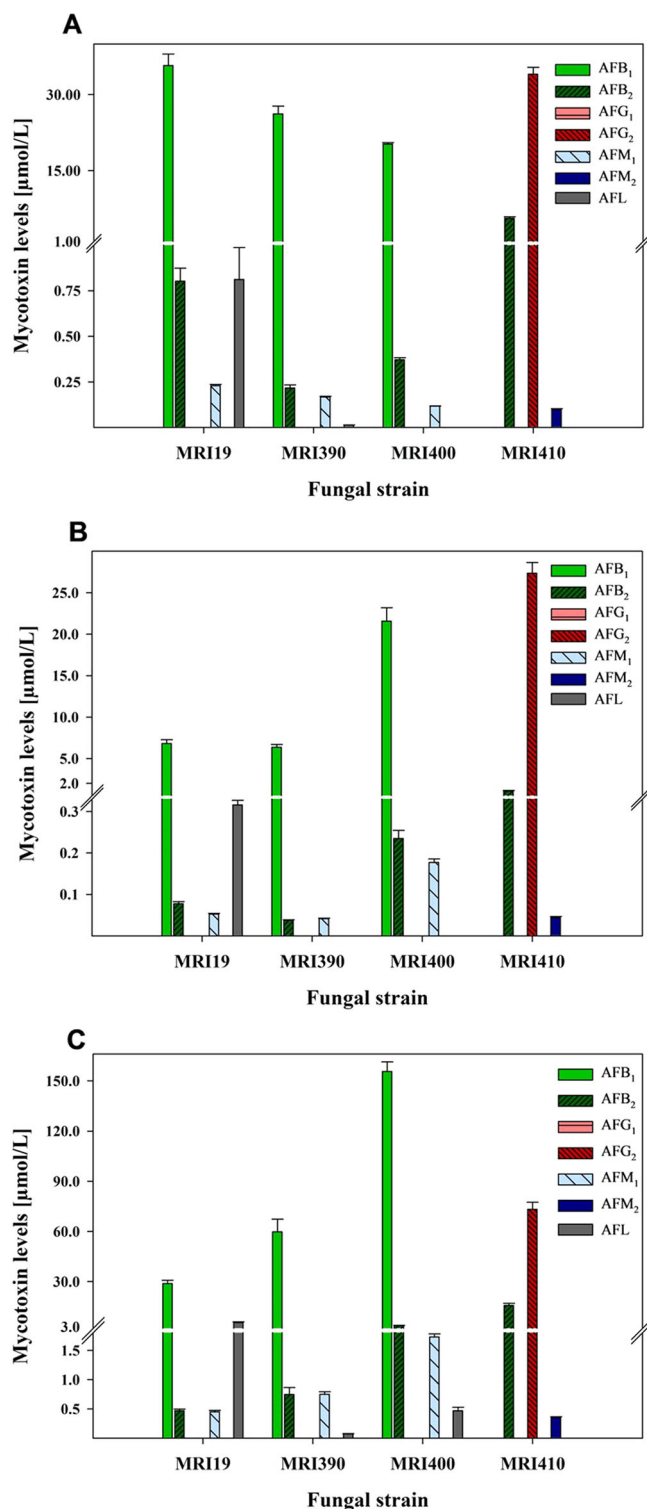 A
Mycotoxin levels [µmol/L]
30.00
15.00
1.00
0.75
0.50
0.25
AFB₁
AFB₂
AFG₁
AFG₂
AFM₁
AFM₂
AFL
MRI19 MRI390 MRI400 MRI410
Fungal strain
B
Mycotoxin levels [µmol/L]
25.0
20.0
15.0
10.0
5.0
2.0
0.3
0.2
0.1
AFB₁
AFB₂
AFG₁
AFG₂
AFM₁
AFM₂
AFL
MRI19 MRI390 MRI400 MRI410
Fungal strain
C
Mycotoxin levels [µmol/L]
150.0
120.0
90.0
60.0
30.0
3.0
1.5
1.0
0.5
AFB₁
AFB₂
AFG₁
AFG₂
AFM₁
AFM₂
AFL
MRI19 MRI390 MRI400 MRI410
Fungal strain